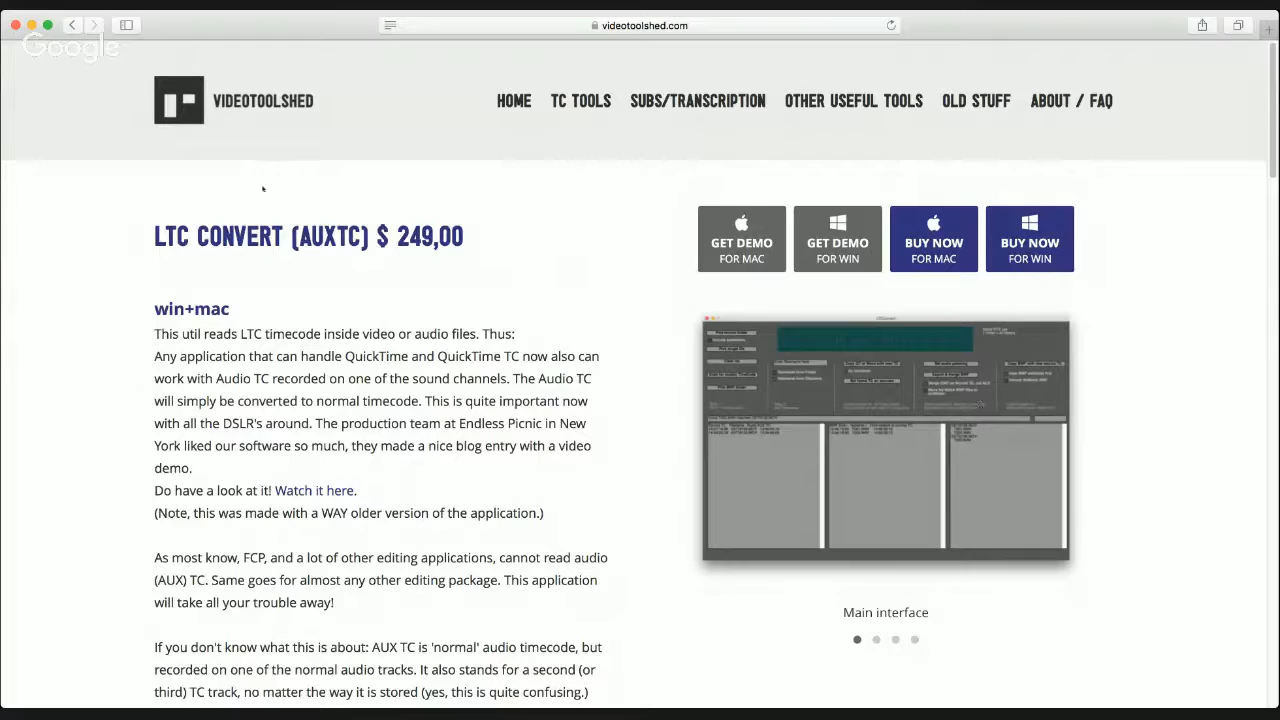 videotoolshed.com
Google
VIDEOTOOLSHED
HOME TC TOOLS SUBS/TRANSCRIPTION OTHER USEFUL TOOLS OLD STUFF ABOUT / FAQ
LTC CONVERT (AUXTC) $ 249,00
GET DEMO
FOR MAC
GET DEMO
FOR WIN
BUY NOW
FOR MAC
BUY NOW
FOR WIN
win+mac
This util reads LTC timecode inside video or audio files. Thus:
Any application that can handle QuickTime and QuickTime TC now also can
work with Audio TC recorded on one of the sound channels. The Audio TC
will simply be converted to normal timecode. This is quite important now
with all the DSLR's around. The production team at Endless Picnic in New
York liked our software so much, they made a nice blog entry with a video
demo.
Do have a look at it! Watch it here.
(Note, this was made with a WAY older version of the application.)
As most know, FCP, and a lot of other editing applications, cannot read audio
(AUX) TC. Same goes for almost any other editing package. This application
will take all your trouble away!
If you don't know what this is about: AUX TC is 'normal' audio timecode, but
recorded on one of the normal audio tracks. It also stands for a second (or
third) TC track, no matter the way it is stored (yes, this is quite confusing.)
Main interface